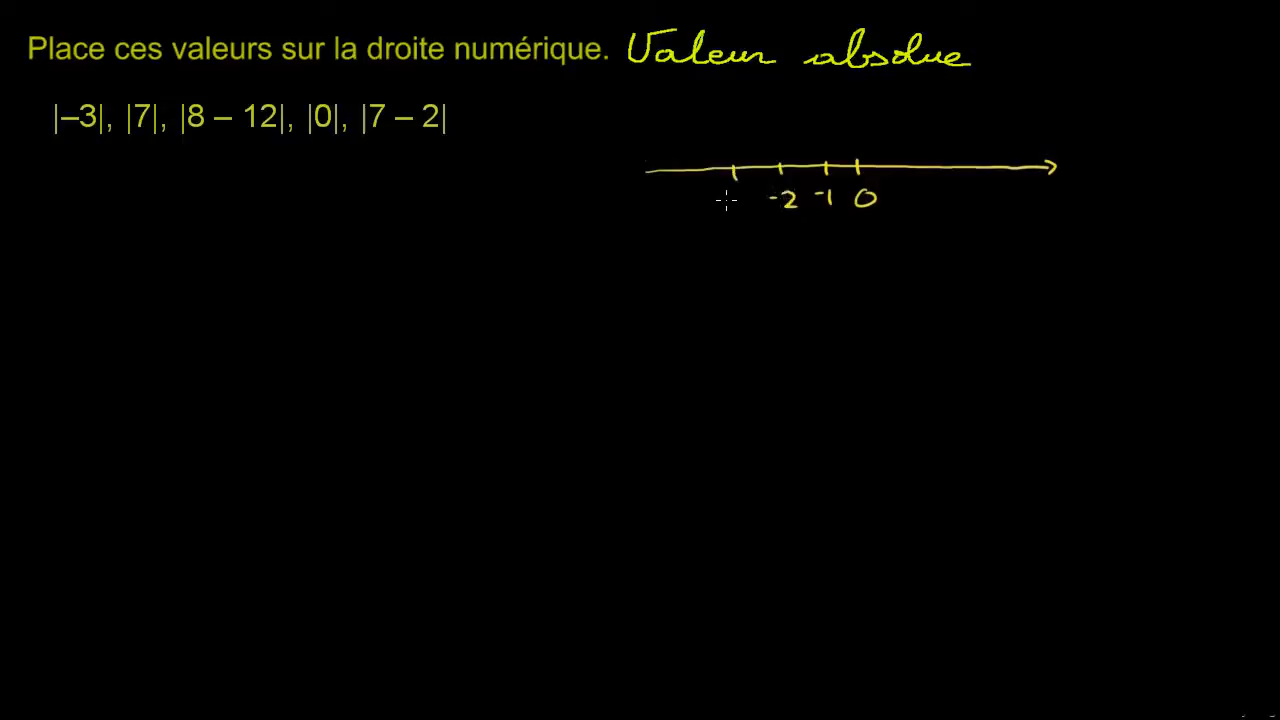 Place ces valeurs sur la droite numérique. Valeur absolue
|–3|, |7|, |8 – 12|, |0|, |7 – 2|
-2 -1 0